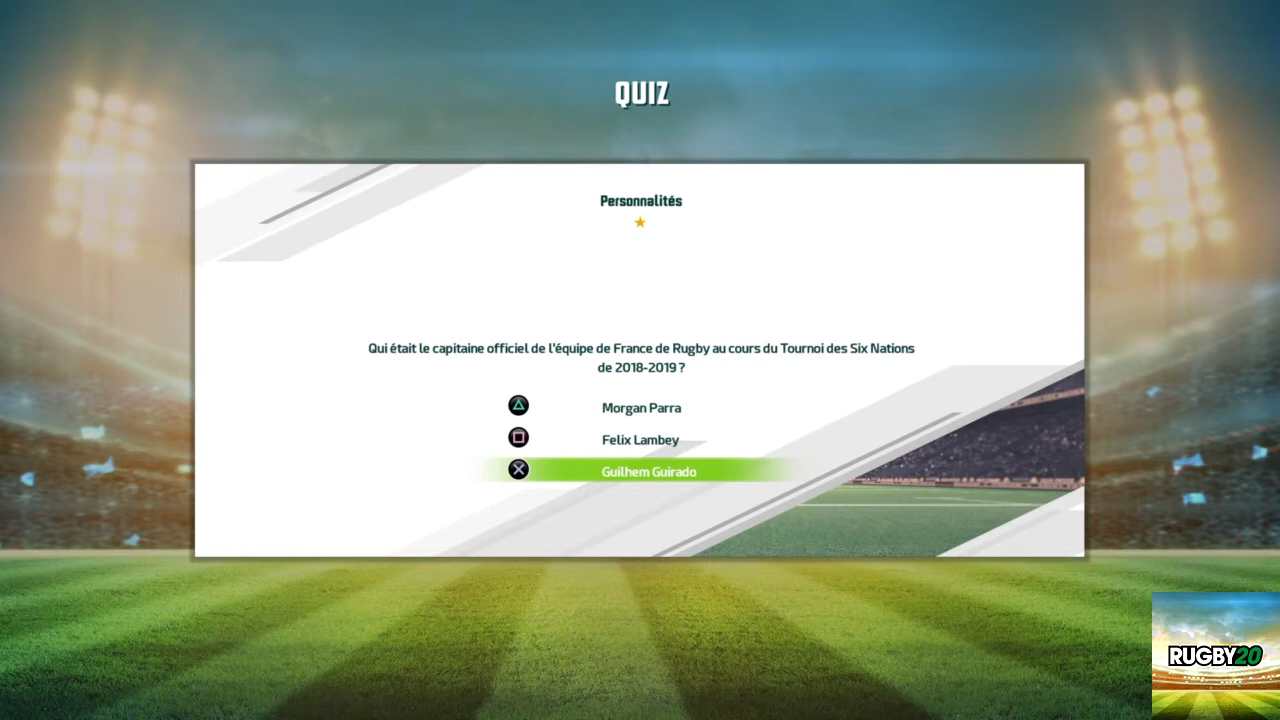 QUIZ
Personnalités
Qui était le capitaine officiel de l'équipe de France de Rugby au cours du Tournoi des Six Nations
de 2018-2019 ?
Morgan Parra
Felix Lambey
Guilhem Guirado
RUGBY20